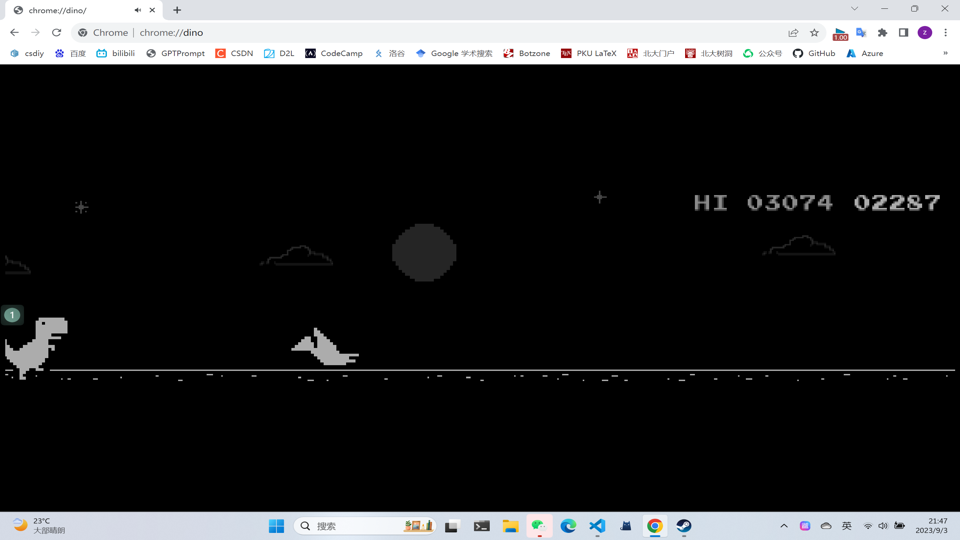 chrome://dino/
Chrome | chrome://dino
1.00
z
csdiy 百度 bilibili GPTPrompt CSDN D2L CodeCamp 洛谷 Google 学术搜索 Botzone PKU LaTeX 北大门户 北大树洞 公众号 GitHub Azure »
HI 03074 02287
1
23°C
大部晴朗
搜索
英
21:47
2023/9/3